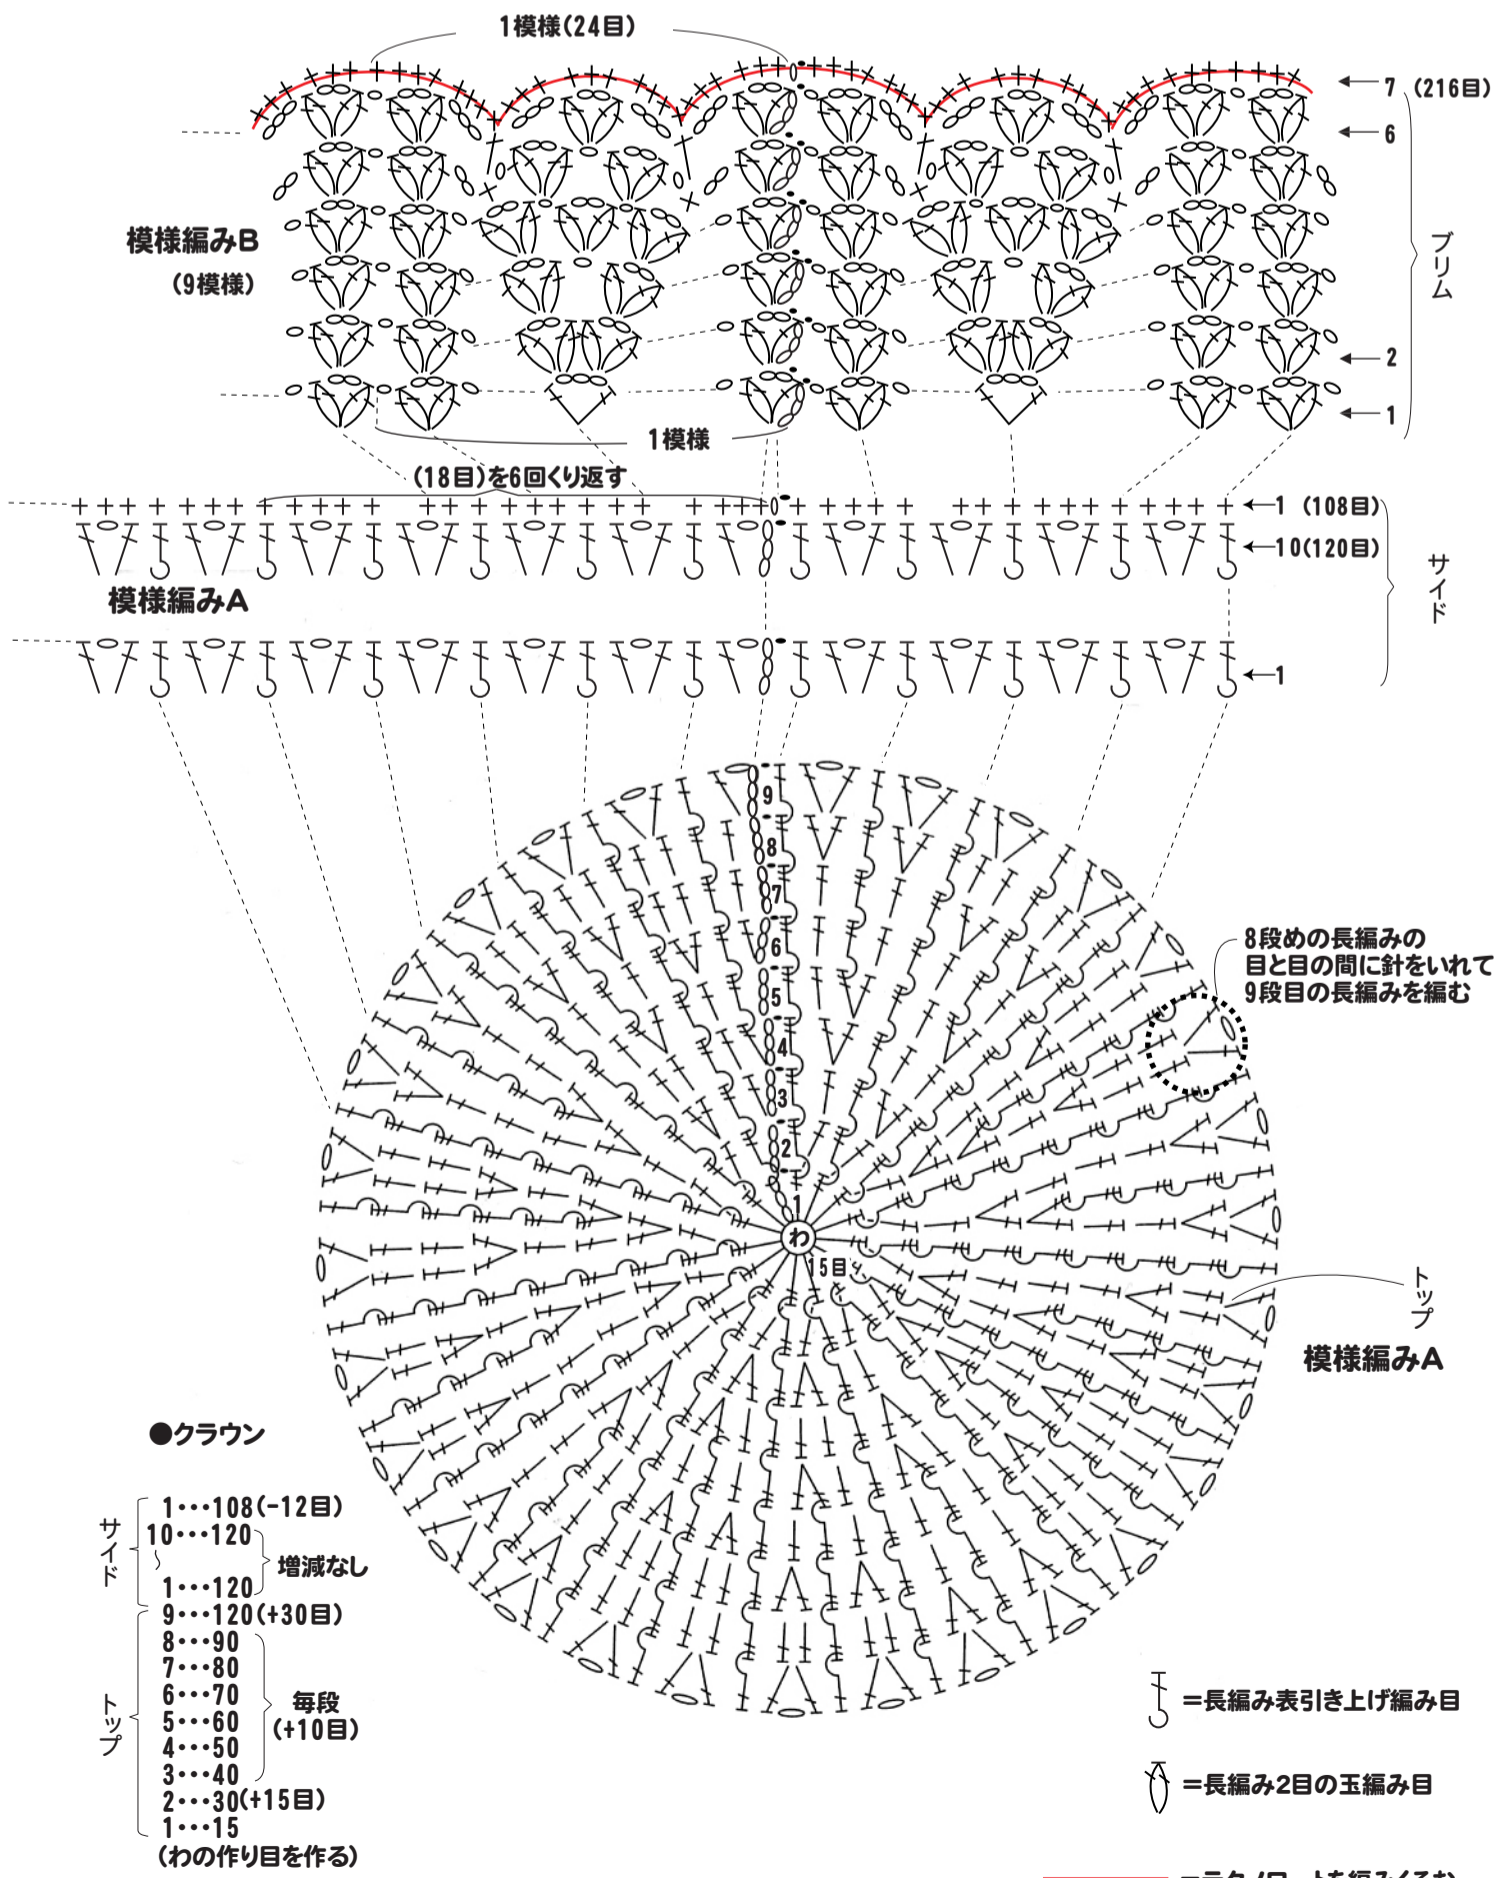 1模様(24目)
7 (216目)
6
模様編みB
(9模様)
ブリム
2
1
1模様
(18目)を6回くり返す
1 (108目)
10(120目)
サイド
模様編みA
1
9
8
7
6
5
4
3
2
1
わ
15目
8段めの長編みの
目と目の間に針をいれて
9段目の長編みを編む
トップ
模様編みA
●クラウン
サイド
1…108(-12目)
10…120
〜
増減なし
1…120
トップ
9…120(+30目)
8…90
7…80
6…70
毎段
5…60
(+10目)
4…50
3…40
2…30(+15目)
1…15
(わの作り目を作る)
=長編み表引き上げ編み目
=長編み2目の玉編み目